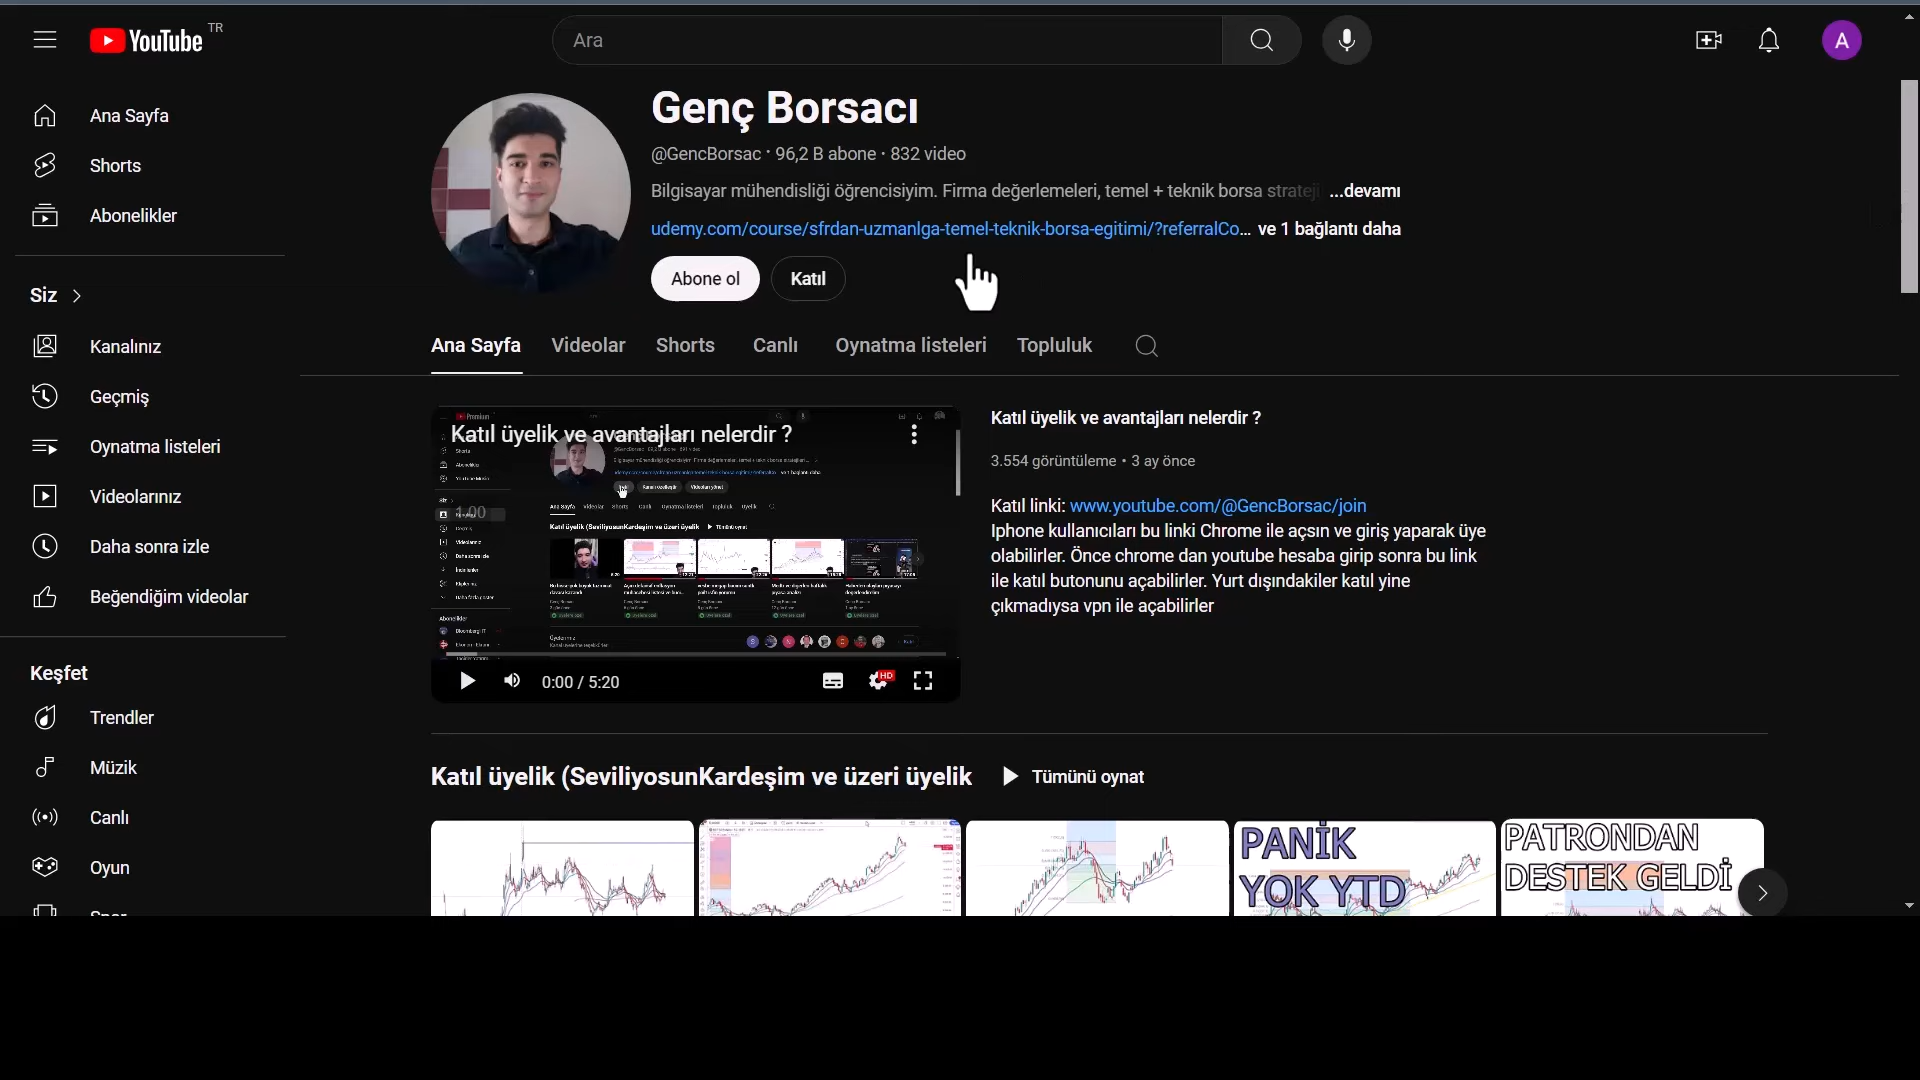 YouTube TR
Ara
A
Ana Sayfa
Shorts
Abonelikler
Siz
Kanalınız
Geçmiş
Oynatma listeleri
Videolarınız
Daha sonra izle
Beğendiğim videolar
Keşfet
Trendler
Müzik
Canlı
Oyun
Genç Borsacı
@GencBorsac · 96,2 B abone · 832 video
Bilgisayar mühendisliği öğrencisiyim. Firma değerlemeleri, temel + teknik borsa strateji ...devamı
udemy.com/course/sfrdan-uzmanlga-temel-teknik-borsa-egitimi/?referralCo... ve 1 bağlantı daha
Abone ol
Katıl
Ana Sayfa
Videolar
Shorts
Canlı
Oynatma listeleri
Topluluk
Katıl üyelik ve avantajları nelerdir ?
0:00 / 5:20
HD
Katıl üyelik ve avantajları nelerdir ?
3.554 görüntüleme • 3 ay önce
Katıl linki: www.youtube.com/@GencBorsac/join
Iphone kullanıcıları bu linki Chrome ile açsın ve giriş yaparak üye
olabilirler. Önce chrome dan youtube hesaba girip sonra bu link
ile katıl butonunu açabilirler. Yurt dışındakiler katıl yine
çıkmadıysa vpn ile açabilirler
Katıl üyelik (SeviliyosunKardeşim ve üzeri üyelik
Tümünü oynat
PANİK
YOK YTD
PATRONDAN
DESTEK GELDİ